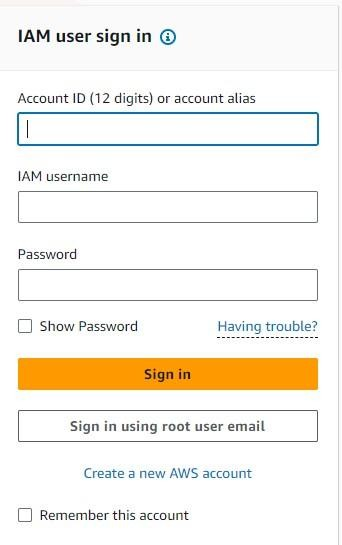 IAM user sign in
Account ID (12 digits) or account alias
IAM username
Password
Show Password
Having trouble?
Sign in
Sign in using root user email
Create a new AWS account
Remember this account